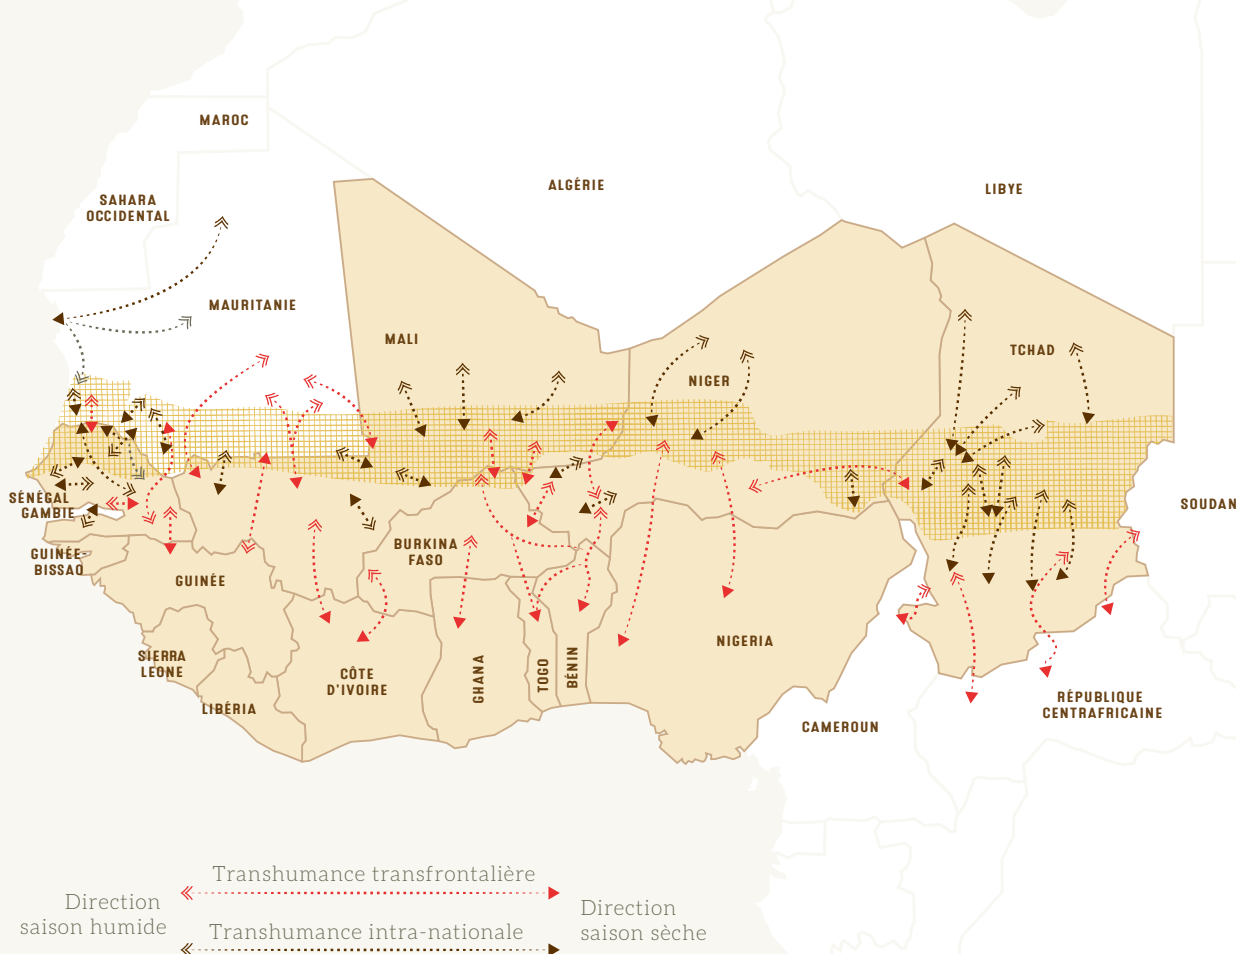 MAROC
ALGÉRIE
LIBYE
SAHARA
OCCIDENTAL
MAURITANIE
MALI
TCHAD
NIGER
SÉNÉGAL
GAMBIE
SOUDAN
GUINÉE-
BISSAO
BURKINA
FASO
GUINÉE
SIERRA
LEONE
LIBÉRIA
CÔTE
D'IVOIRE
GHANA
TOGO
BÉNIN
NIGERIA
CAMEROUN
RÉPUBLIQUE
CENTRAFRICAINE
Transhumance transfrontalière
Direction
saison humide
Direction
saison sèche
Transhumance intra-nationale